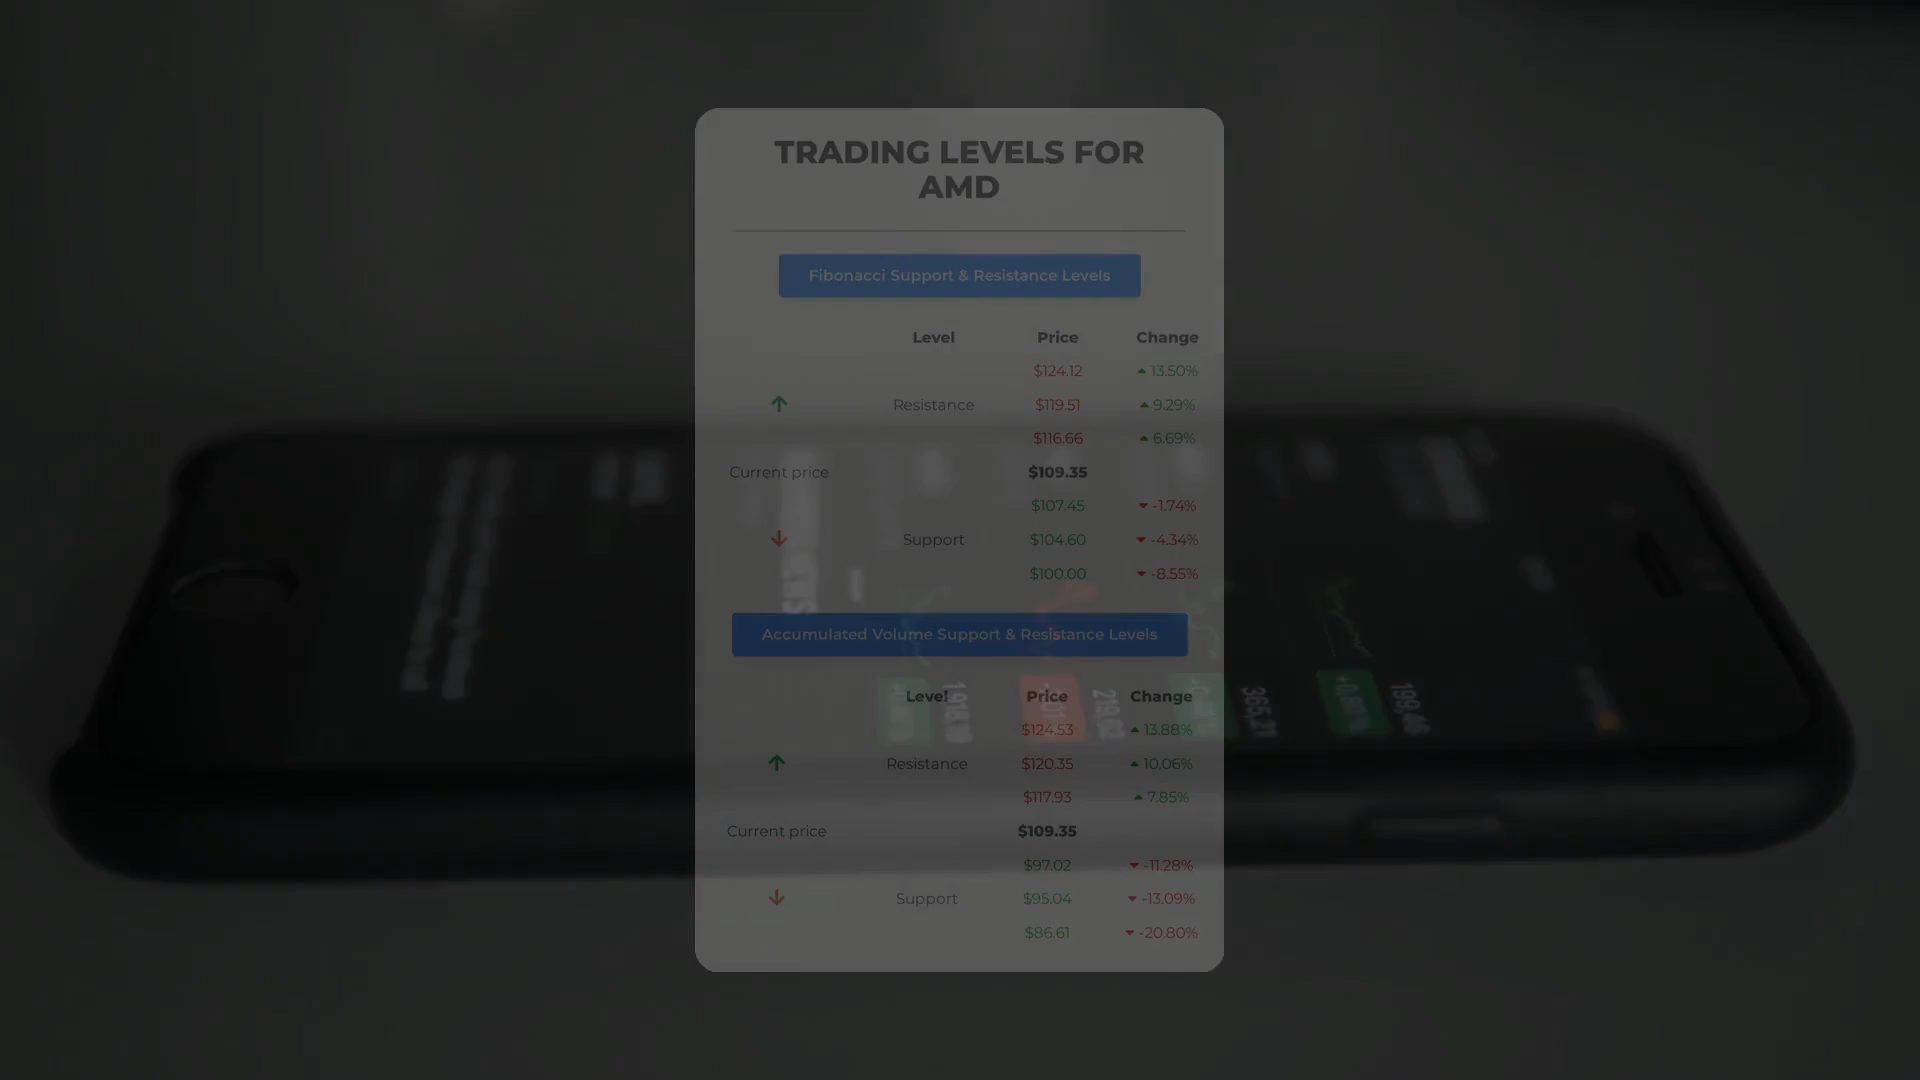 TRADING LEVELS FOR
AMD
Fibonacci Support & Resistance Levels
Level Price Change
$124.12 13.50%
Resistance $119.51 9.29%
$116.66 6.69%
Current price $109.35
$107.45 -1.74%
Support $104.60 -4.34%
$100.00 -8.55%
Accumulated Volume Support & Resistance Levels
Level Price Change
$124.53 13.88%
Resistance $120.35 10.06%
$117.93 7.85%
Current price $109.35
$97.02 -11.28%
Support $95.04 -13.09%
$86.61 -20.80%
365.21
199.46